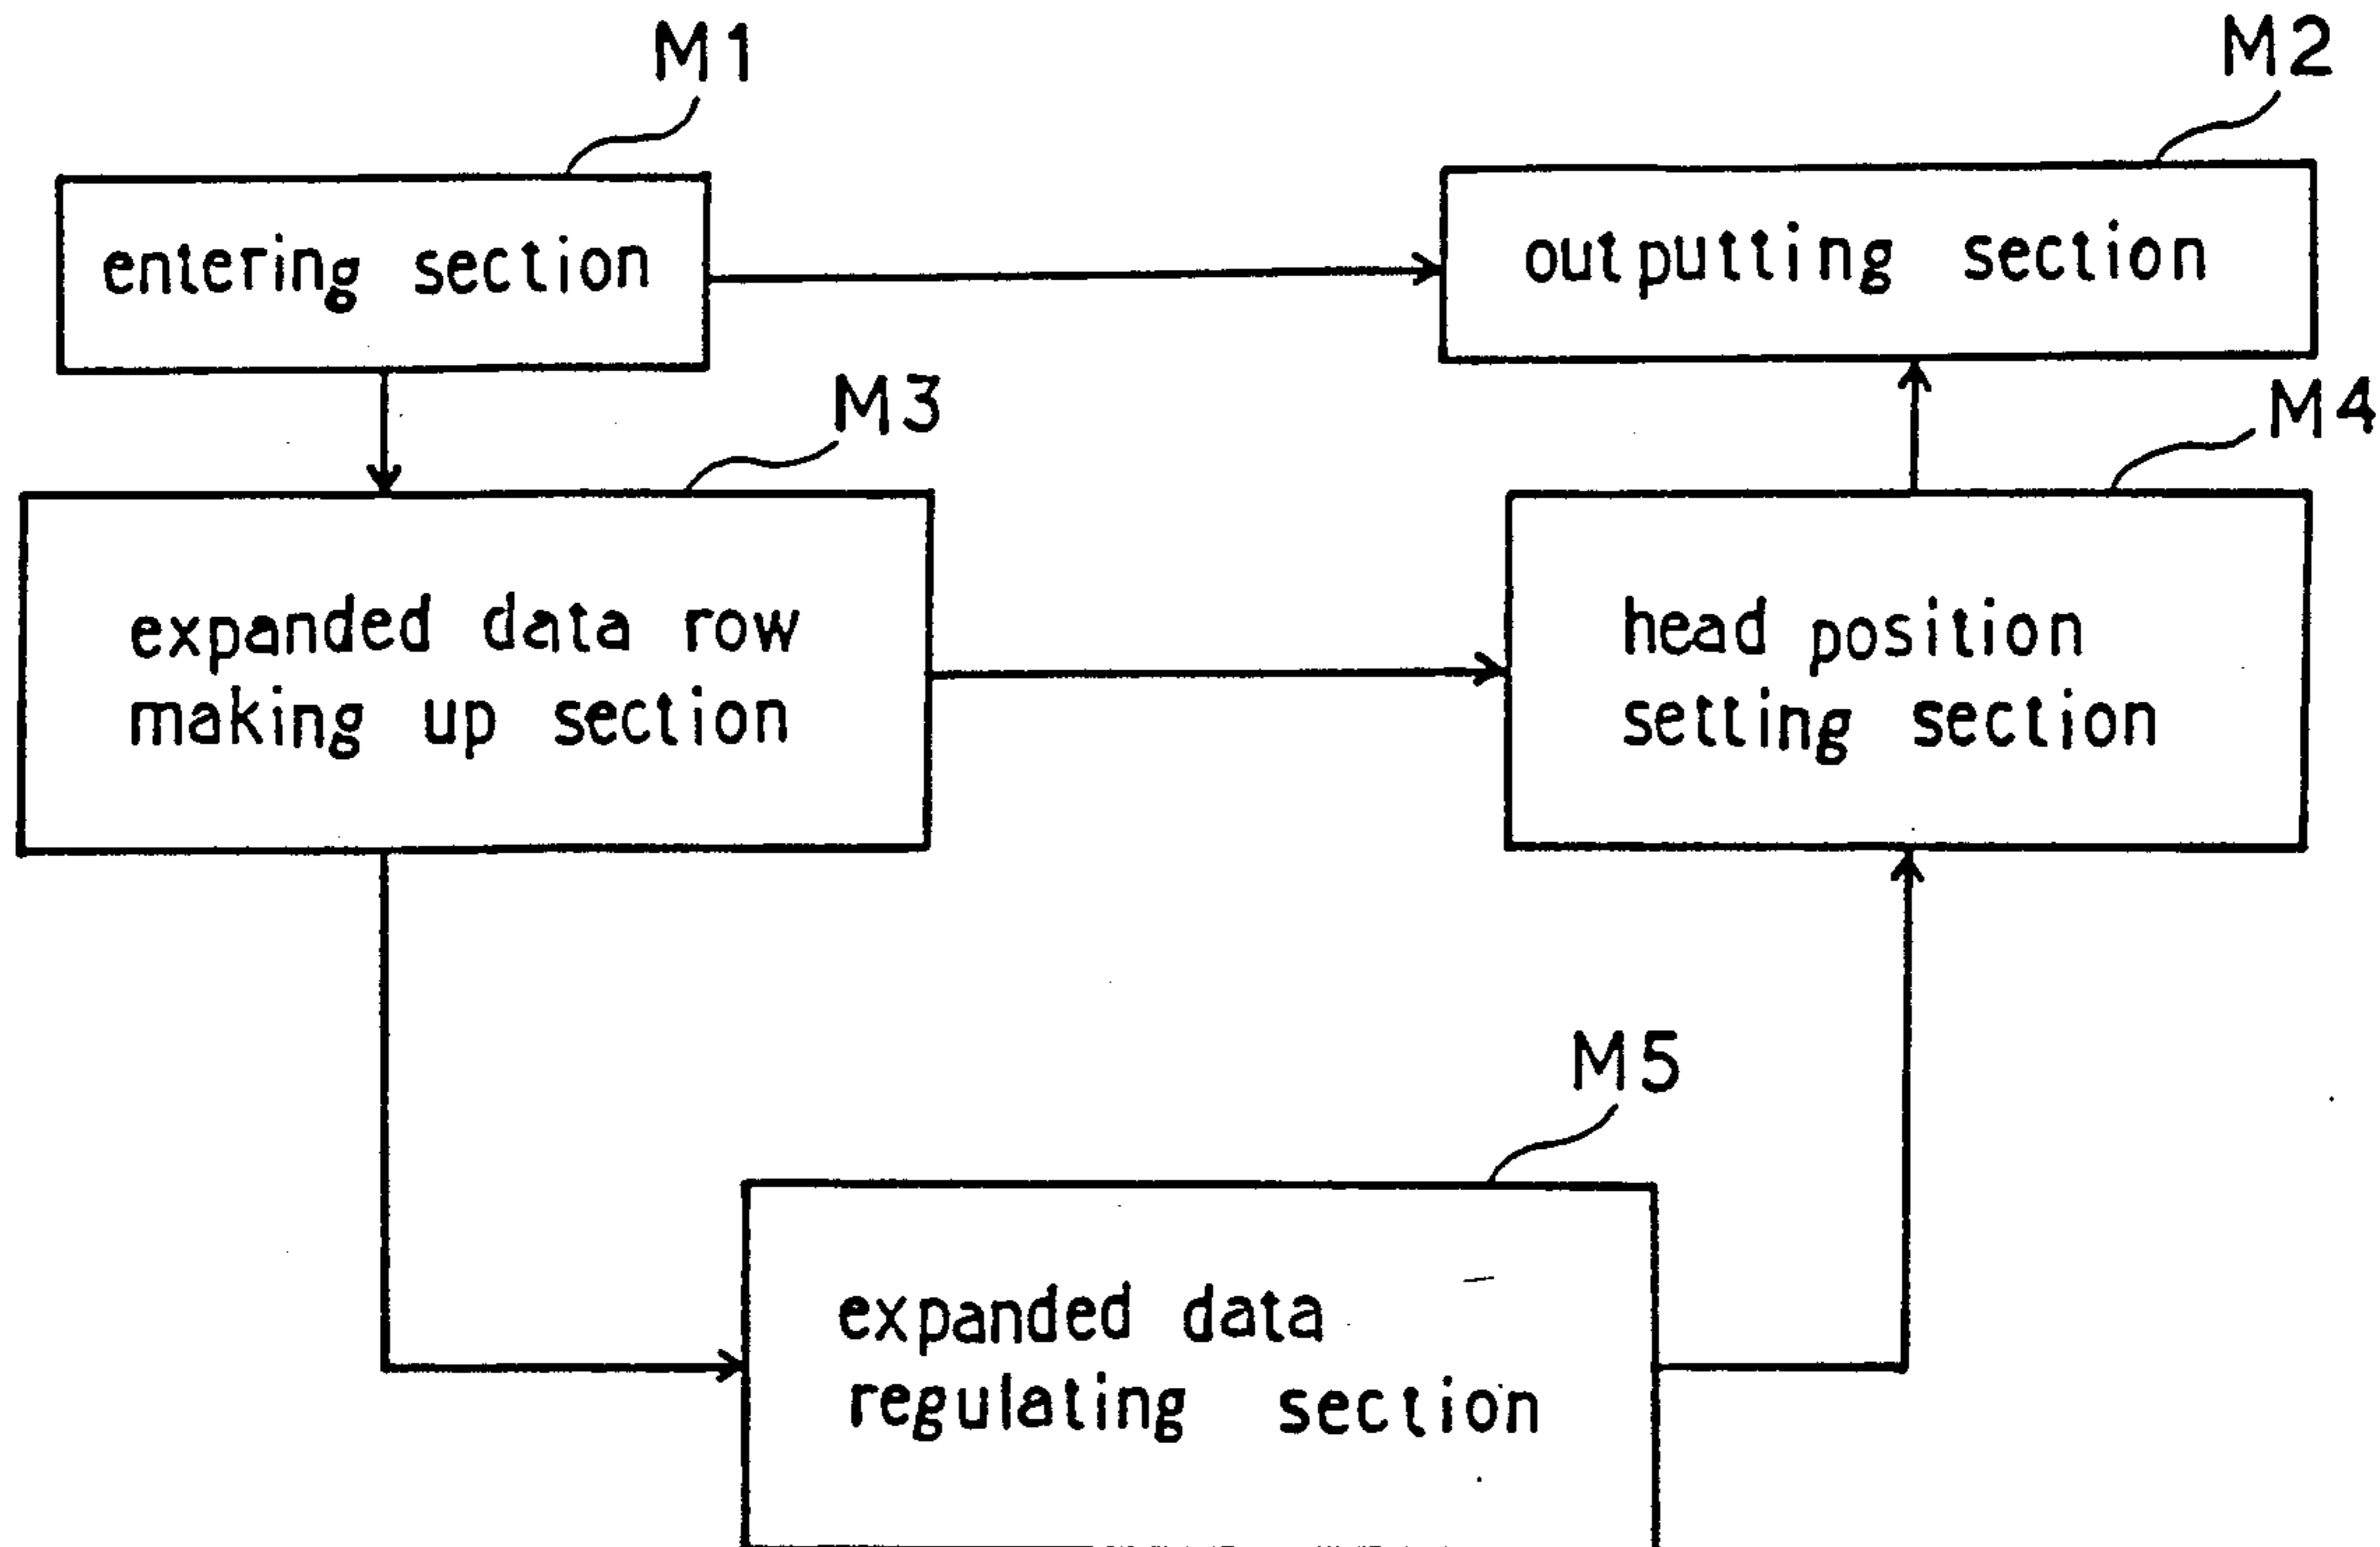 M1
M2
entering section
outputting section
M3
M4
expanded data row
making up section
head position
setting section
M5
expanded data
regulating section